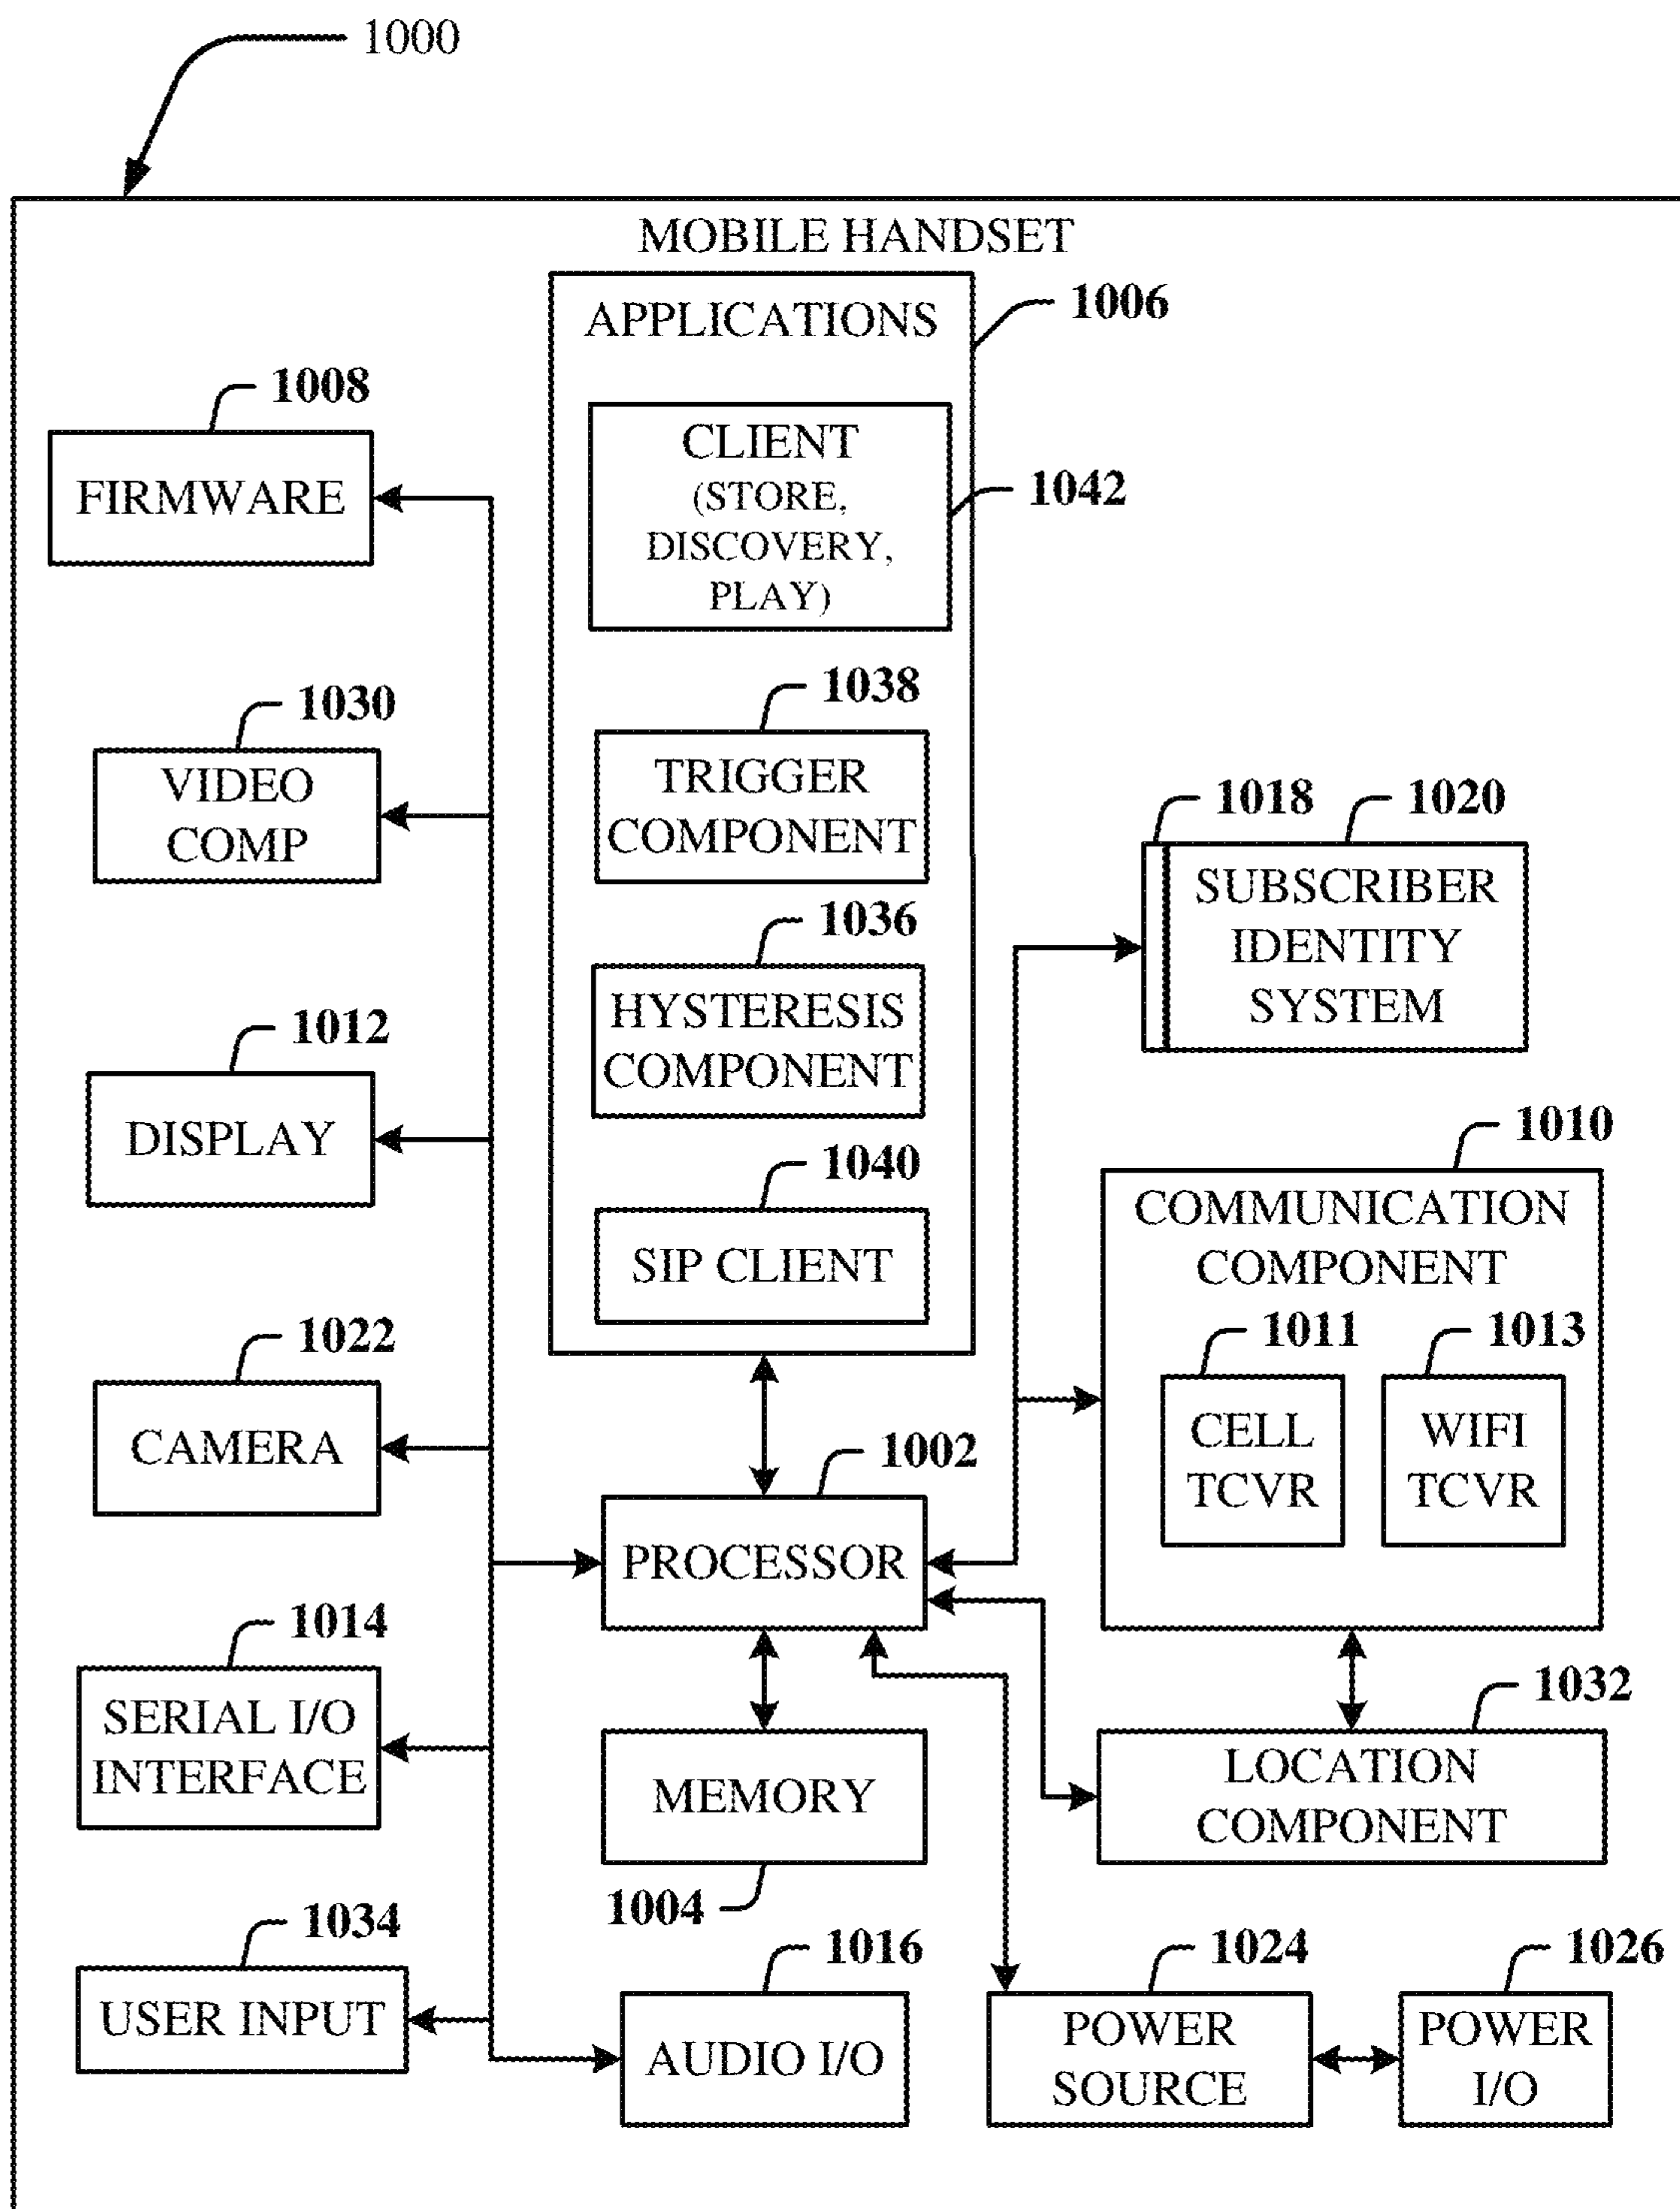 1000
MOBILE HANDSET
APPLICATIONS
1006
CLIENT
(STORE,
DISCOVERY,
PLAY)
1042
1038
TRIGGER
COMPONENT
1036
HYSTERESIS
COMPONENT
1040
SIP CLIENT
1008
FIRMWARE
1030
VIDEO
COMP
1012
DISPLAY
1022
CAMERA
1014
SERIAL I/O
INTERFACE
1034
USER INPUT
1002
PROCESSOR
MEMORY
1004
1016
AUDIO I/O
1018
1020
SUBSCRIBER
IDENTITY
SYSTEM
1010
COMMUNICATION
COMPONENT
1011
CELL
TCVR
1013
WIFI
TCVR
1032
LOCATION
COMPONENT
1024
POWER
SOURCE
1026
POWER
I/O